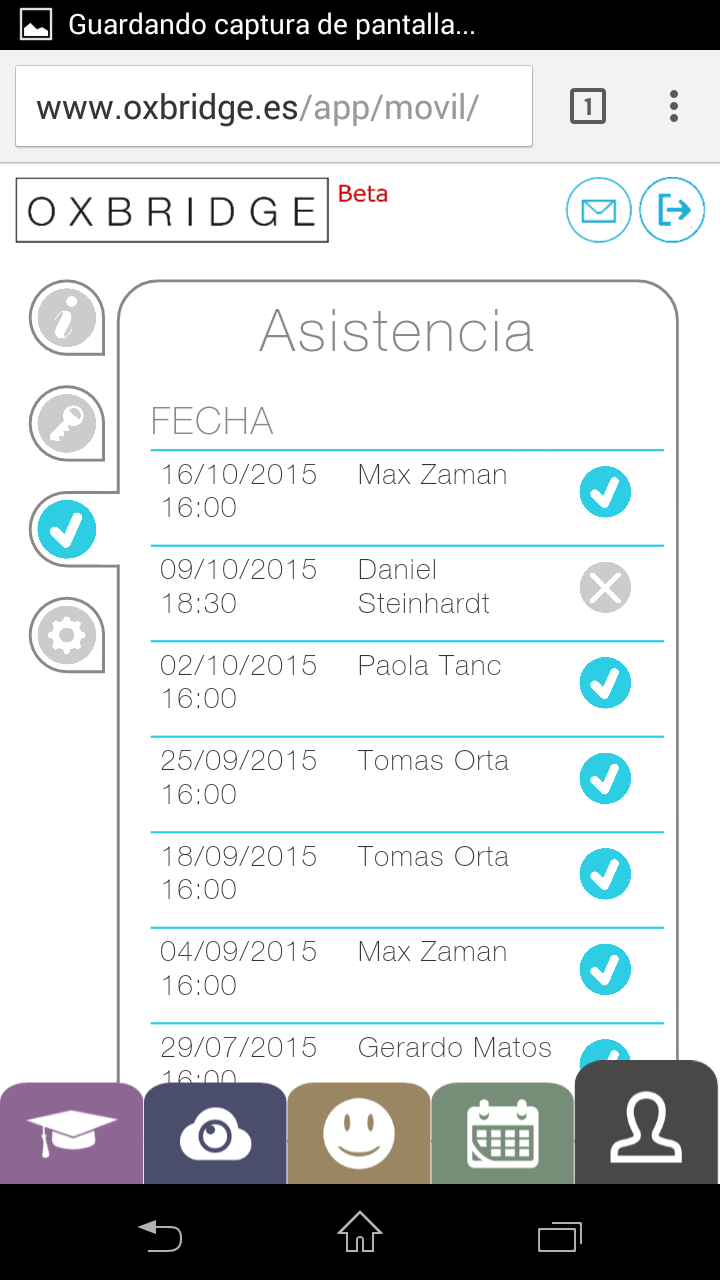 Guardando captura de pantalla...
www.oxbridge.es/app/movil/
1
OXBRIDGE Beta
Asistencia
FECHA
16/10/2015 Max Zaman
16:00
09/10/2015 Daniel
18:30 Steinhardt
02/10/2015 Paola Tanc
16:00
25/09/2015 Tomas Orta
16:00
18/09/2015 Tomas Orta
16:00
04/09/2015 Max Zaman
16:00
29/07/2015 Gerardo Matos
16:00